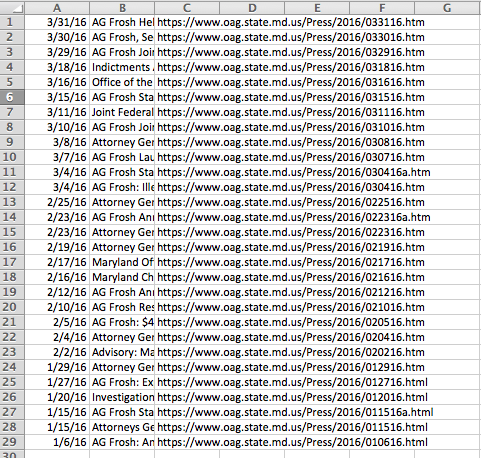 A B C D E F G
1 3/31/16 AG Frosh Hel https://www.oag.state.md.us/Press/2016/033116.htm
2 3/30/16 AG Frosh, Se https://www.oag.state.md.us/Press/2016/033016.htm
3 3/29/16 AG Frosh Join https://www.oag.state.md.us/Press/2016/032916.htm
4 3/18/16 Indictments https://www.oag.state.md.us/Press/2016/031816.htm
5 3/16/16 Office of the https://www.oag.state.md.us/Press/2016/031616.htm
6 3/15/16 AG Frosh Sta https://www.oag.state.md.us/Press/2016/031516.htm
7 3/11/16 Joint Federal https://www.oag.state.md.us/Press/2016/031116.htm
8 3/10/16 AG Frosh Join https://www.oag.state.md.us/Press/2016/031016.htm
9 3/8/16 Attorney Ger https://www.oag.state.md.us/Press/2016/030816.htm
10 3/7/16 AG Frosh Lau https://www.oag.state.md.us/Press/2016/030716.htm
11 3/4/16 AG Frosh Sta https://www.oag.state.md.us/Press/2016/030416a.htm
12 3/4/16 AG Frosh: Ille https://www.oag.state.md.us/Press/2016/030416.htm
13 2/25/16 Attorney Ger https://www.oag.state.md.us/Press/2016/022516.htm
14 2/23/16 AG Frosh Ann https://www.oag.state.md.us/Press/2016/022316a.htm
15 2/23/16 Attorney Ger https://www.oag.state.md.us/Press/2016/022316.htm
16 2/19/16 Attorney Ger https://www.oag.state.md.us/Press/2016/021916.htm
17 2/17/16 Maryland Off https://www.oag.state.md.us/Press/2016/021716.htm
18 2/16/16 Maryland Ch https://www.oag.state.md.us/Press/2016/021616.htm
19 2/12/16 AG Frosh Ann https://www.oag.state.md.us/Press/2016/021216.htm
20 2/10/16 AG Frosh Res https://www.oag.state.md.us/Press/2016/021016.htm
21 2/5/16 AG Frosh: $4 https://www.oag.state.md.us/Press/2016/020516.htm
22 2/4/16 Attorney Ger https://www.oag.state.md.us/Press/2016/020416.htm
23 2/2/16 Advisory: Ma https://www.oag.state.md.us/Press/2016/020216.htm
24 1/29/16 Attorney Ger https://www.oag.state.md.us/Press/2016/012916.htm
25 1/27/16 AG Frosh: Ex https://www.oag.state.md.us/Press/2016/012716.html
26 1/20/16 Investigation https://www.oag.state.md.us/Press/2016/012016.html
27 1/15/16 AG Frosh Sta https://www.oag.state.md.us/Press/2016/011516a.html
28 1/15/16 Attorneys Ge https://www.oag.state.md.us/Press/2016/011516.html
29 1/6/16 AG Frosh: An https://www.oag.state.md.us/Press/2016/010616.html
30